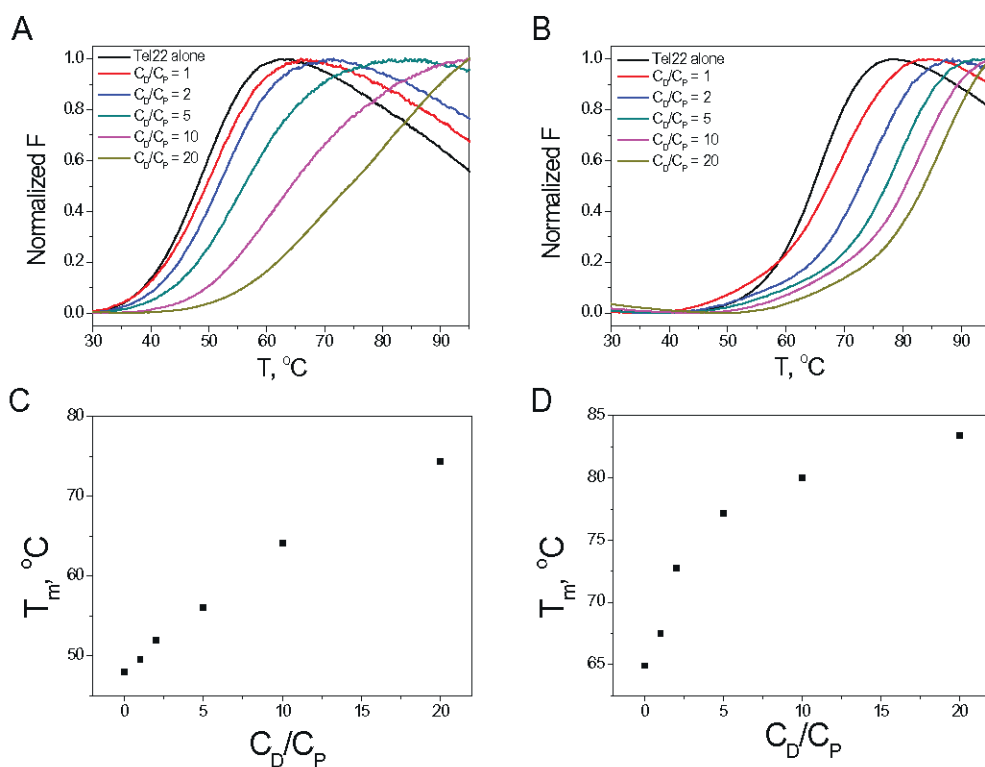 A
Tel22 alone
C_D/C_P = 1
C_D/C_P = 2
C_D/C_P = 5
C_D/C_P = 10
C_D/C_P = 20
Normalized F
1.0
0.8
0.6
0.4
0.2
0.0
30 40 50 60 70 80 90
T, °C
B
Tel22 alone
C_D/C_P = 1
C_D/C_P = 2
C_D/C_P = 5
C_D/C_P = 10
C_D/C_P = 20
Normalized F
1.0
0.8
0.6
0.4
0.2
0.0
30 40 50 60 70 80 90
T, °C
C
T_m, °C
80
70
60
50
0 5 10 15 20
C_D/C_P
D
T_m, °C
85
80
75
70
65
0 5 10 15 20
C_D/C_P